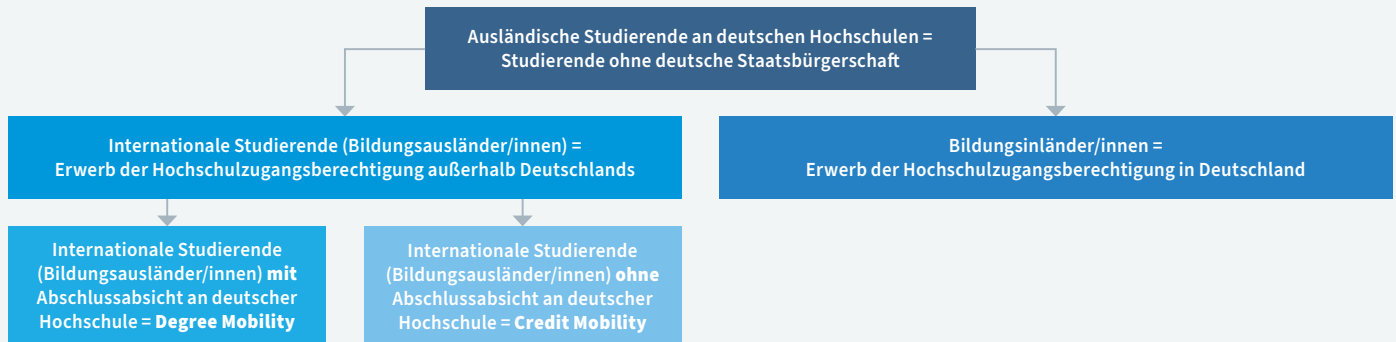 Ausländische Studierende an deutschen Hochschulen =
Studierende ohne deutsche Staatsbürgerschaft
Internationale Studierende (Bildungsausländer/innen) =
Erwerb der Hochschulzugangsberechtigung außerhalb Deutschlands
Bildungsinländer/innen =
Erwerb der Hochschulzugangsberechtigung in Deutschland
Internationale Studierende
(Bildungsausländer/innen) mit
Abschlussabsicht an deutscher
Hochschule = Degree Mobility
Internationale Studierende
(Bildungsausländer/innen) ohne
Abschlussabsicht an deutscher
Hochschule = Credit Mobility